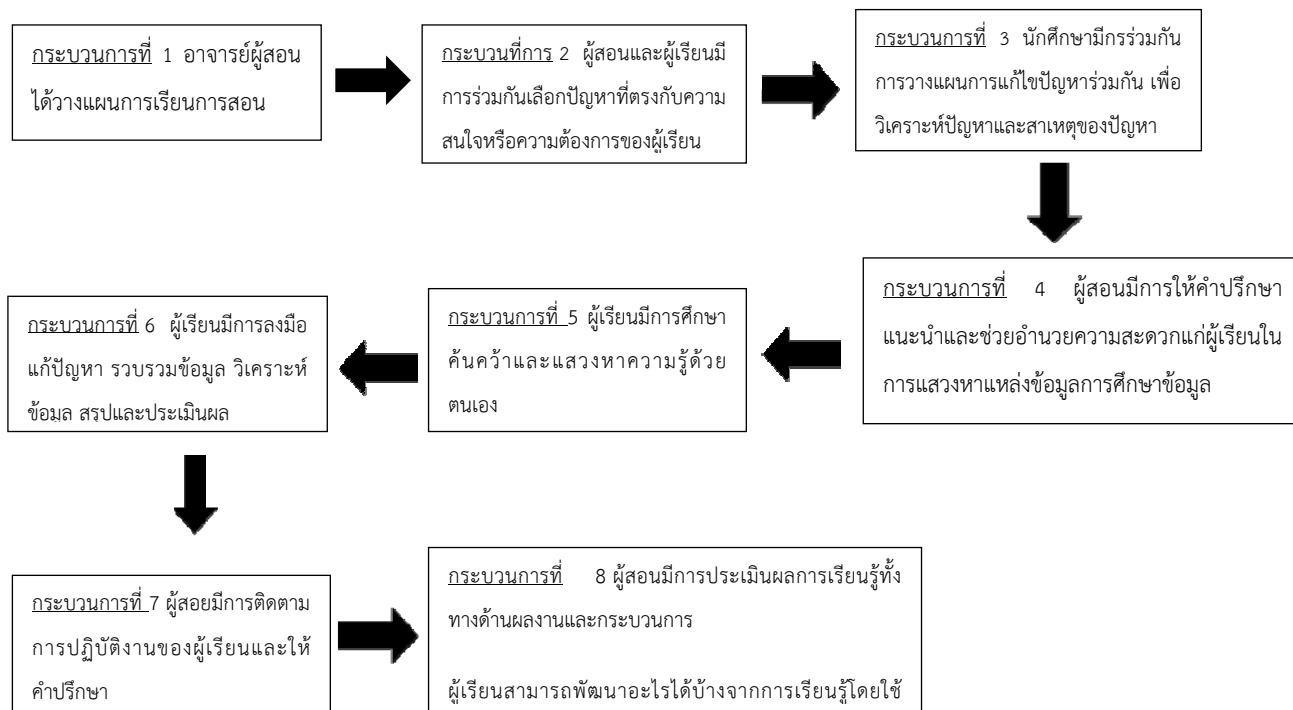 กระบวนการที่ 1 อาจารย์ผู้สอน
ได้วางแผนการเรียนการสอน
กระบวนที่การ 2 ผู้สอนและผู้เรียนมี
การร่วมกันเลือกปัญหาที่ตรงกับความ
สนใจหรือความต้องการของผู้เรียน
กระบวนการที่ 3 นักศึกษามีกรร่วมกัน
การวางแผนการแก้ไขปัญหาร่วมกัน เพื่อ
วิเคราะห์ปัญหาและสาเหตุของปัญหา
กระบวนการที่ 4 ผู้สอนมีการให้คำปรึกษา
แนะนำและช่วยอำนวยความสะดวกแก่ผู้เรียนใน
การแสวงหาแหล่งข้อมูลการศึกษาข้อมูล
กระบวนการที่ 5 ผู้เรียนมีการศึกษา
ค้นคว้าและแสวงหาความรู้ด้วย
ตนเอง
กระบวนการที่ 6 ผู้เรียนมีการลงมือ
แก้ปัญหา รวบรวมข้อมูล วิเคราะห์
ข้อมูล สรุปและประเมินผล
กระบวนการที่ 7 ผู้สอยมีการติดตาม
การปฏิบัติงานของผู้เรียนและให้
คำปรึกษา
กระบวนการที่ 8 ผู้สอนมีการประเมินผลการเรียนรู้ทั้ง
ทางด้านผลงานและกระบวนการ
ผู้เรียนสามารถพัฒนาอะไรได้บ้างจากการเรียนรู้โดยใช้